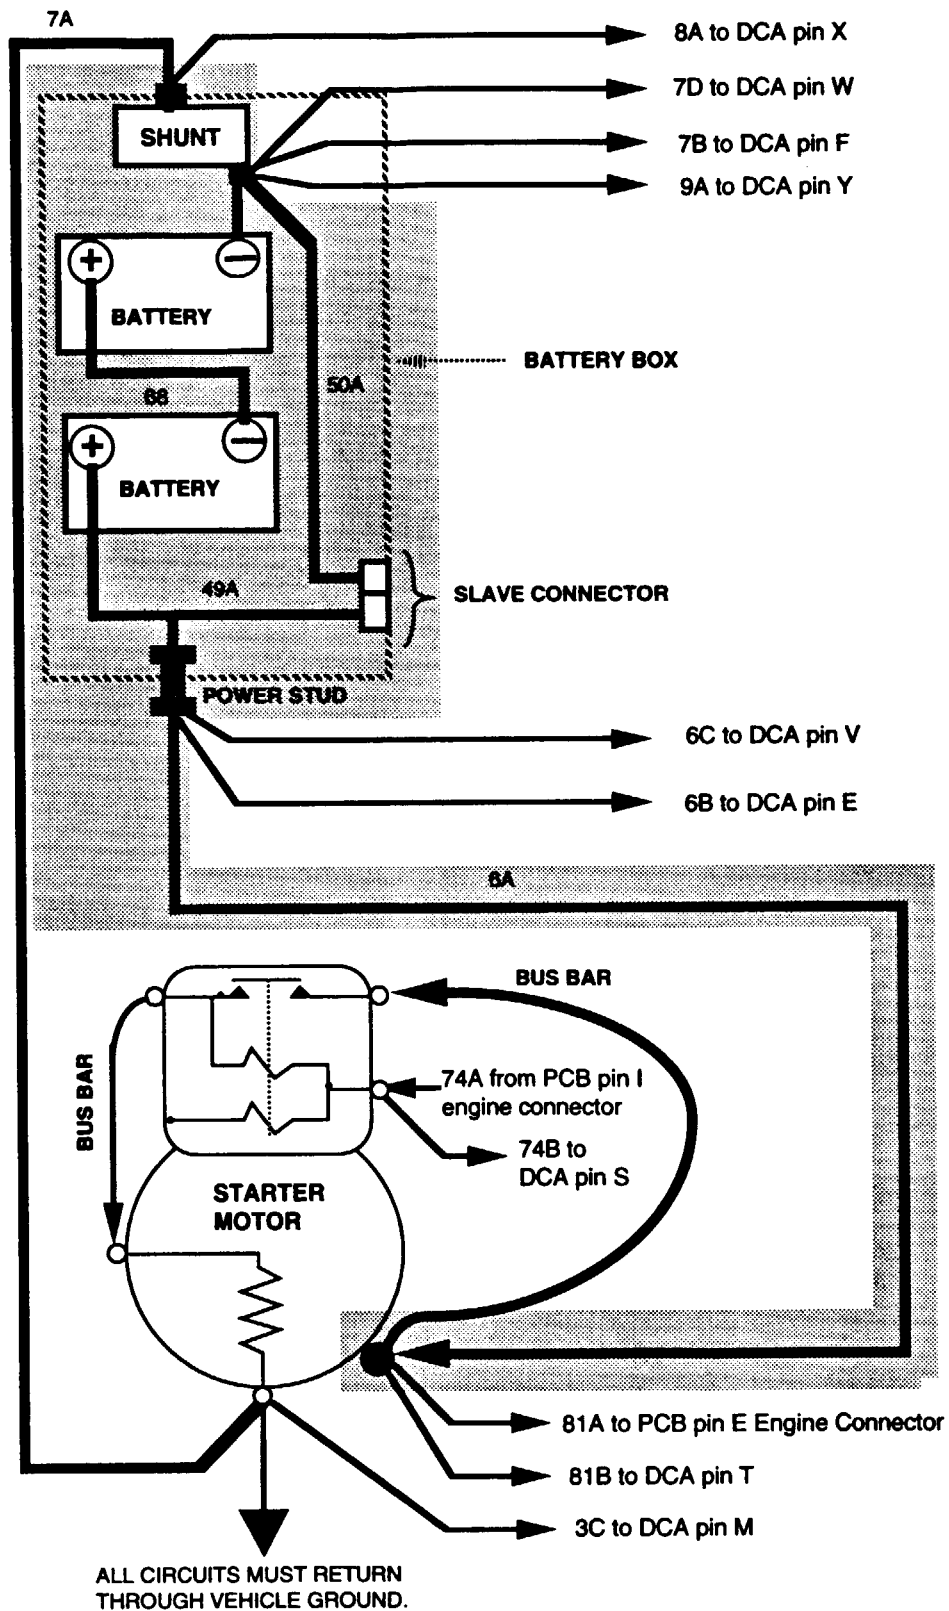 7A
8A to DCA pin X
7D to DCA pin W
SHUNT
7B to DCA pin F
9A to DCA pin Y
+
−
BATTERY
BATTERY BOX
50A
68
+
−
BATTERY
49A
SLAVE CONNECTOR
POWER STUD
6C to DCA pin V
6B to DCA pin E
6A
BUS BAR
BUS BAR
74A from PCB pin I
engine connector
74B to
DCA pin S
STARTER
MOTOR
81A to PCB pin E Engine Connector
81B to DCA pin T
3C to DCA pin M
ALL CIRCUITS MUST RETURN
THROUGH VEHICLE GROUND.